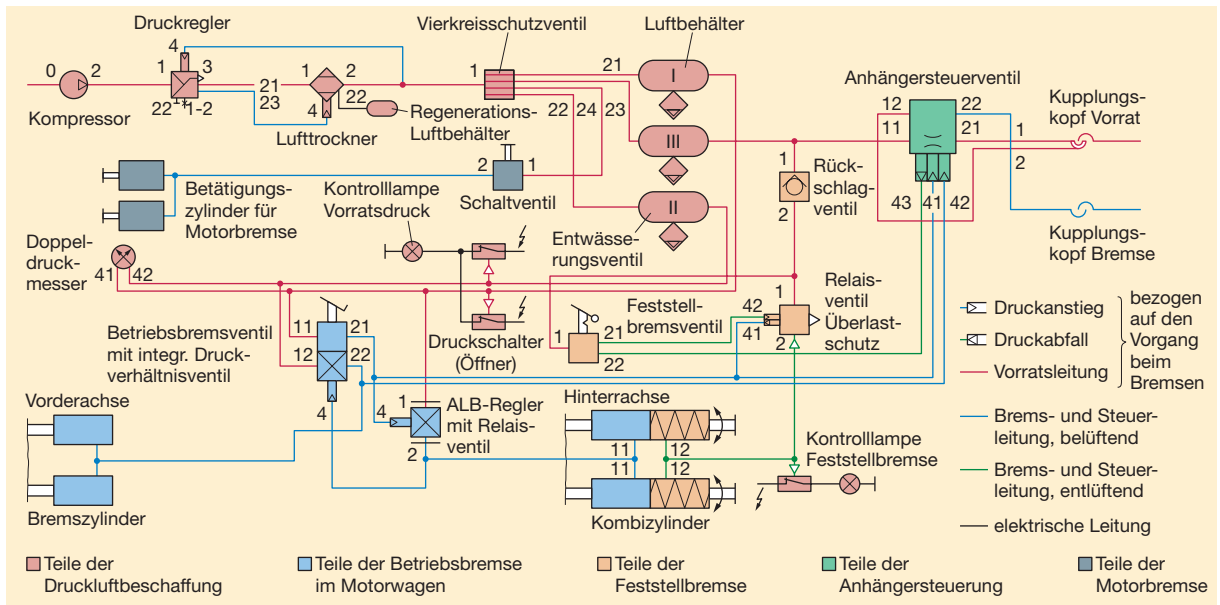 Druckregler
Vierkreisschutzventil
Luftbehälter
4
0 2
1 3
21
23
22 1-2
1 2
22
4
1
21
22 24 23
I
III
II
Kompressor
Lufttrockner
Regenerations-
Luftbehälter
Anhängersteuerventil
12 22
11 21
43 41 42
Kupplungs-
kopf Vorrat
1
2
Kupplungs-
kopf Bremse
Betätigungs-
zylinder für
Motorbremse
Kontrolllampe
Vorratsdruck
2 1
Schaltventil
Entwässe-
rungsventil
1
2
Rück-
schlag-
ventil
Doppel-
druck-
messer
41 42
Betriebsbremsventil
mit integr. Druck-
verhältnisventil
11 21
12 22
4
Druckschalter
(Öffner)
Feststell-
bremsventil
1 21
22
42
41
1
2
Relais-
ventil
Überlast-
schutz
Druckanstieg
Druckabfall
Vorratsleitung
bezogen
auf den
Vorgang
beim
Bremsen
Brems- und Steuer-
leitung, belüftend
Brems- und Steuer-
leitung, entlüftend
elektrische Leitung
Vorderachse
Bremszylinder
4
1
2
ALB-Regler
mit Relais-
ventil
Hinterrachse
11 12
11 12
Kombizylinder
Kontrolllampe
Feststellbremse
Teile der
Druckluftbeschaffung
Teile der Betriebsbremse
im Motorwagen
Teile der
Feststellbremse
Teile der
Anhängersteuerung
Teile der
Motorbremse